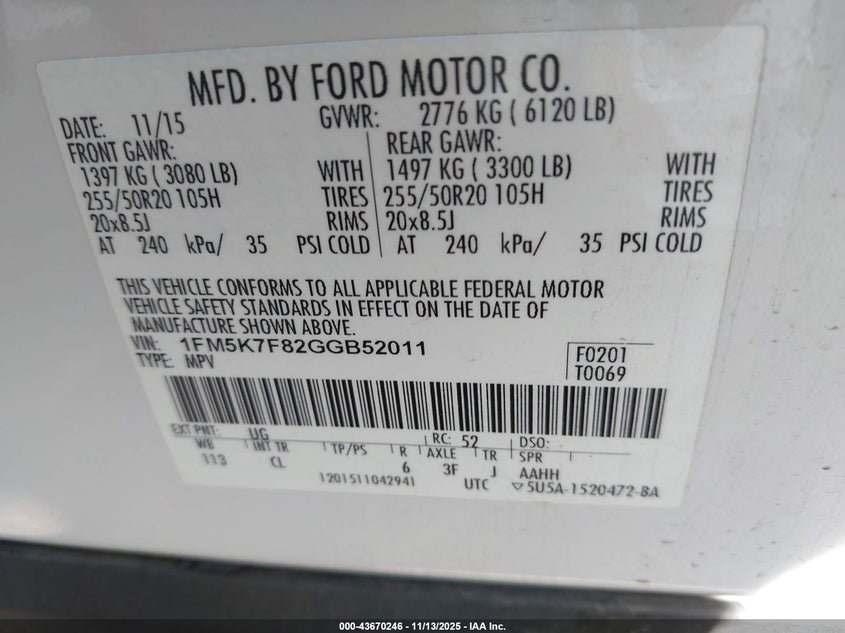 MFD. BY FORD MOTOR CO.
DATE: 11/15 GVWR: 2776 KG ( 6120 LB)
FRONT GAWR: REAR GAWR:
1397 KG ( 3080 LB) WITH 1497 KG ( 3300 LB) WITH
255/50R20 105H TIRES 255/50R20 105H TIRES
20x8.5J RIMS 20x8.5J RIMS
AT 240 kPa/ 35 PSI COLD AT 240 kPa/ 35 PSI COLD
THIS VEHICLE CONFORMS TO ALL APPLICABLE FEDERAL MOTOR
VEHICLE SAFETY STANDARDS IN EFFECT ON THE DATE OF
MANUFACTURE SHOWN ABOVE.
VIN: 1FM5K7F82GGB52011 F0201
TYPE: MPV T0069
EXT PNT: UG RC: 52 DSO:
WB INT TR TP/PS R AXLE TR SPR
113 CL 6 3F J AAHH
1201511042941 UTC ▽5U5A-1520472-BA
000-43670246 - 11/13/2025 - IAA Inc.